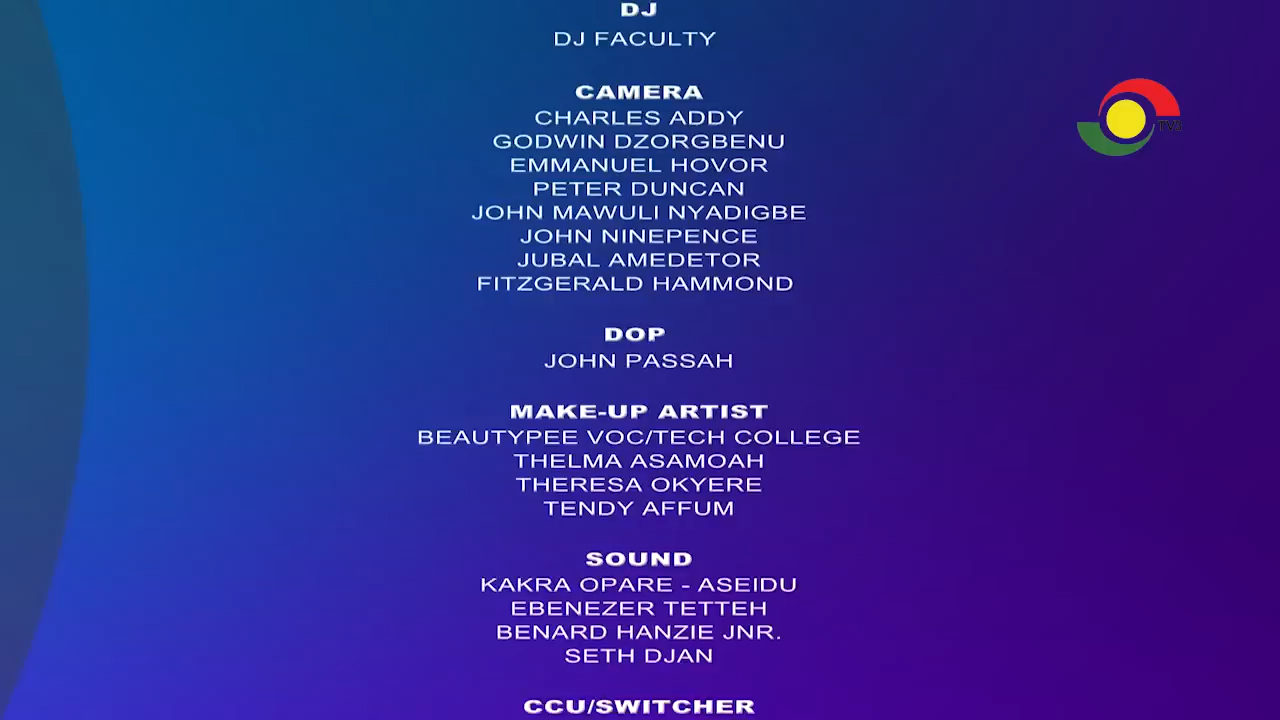 DJ
DJ FACULTY
CAMERA
CHARLES ADDY
GODWIN DZORGBENU
EMMANUEL HOVOR
PETER DUNCAN
JOHN MAWULI NYADIGBE
JOHN NINEPENCE
JUBAL AMEDETOR
FITZGERALD HAMMOND
DOP
JOHN PASSAH
MAKE-UP ARTIST
BEAUTYPEE VOC/TECH COLLEGE
THELMA ASAMOAH
THERESA OKYERE
TENDY AFFUM
SOUND
KAKRA OPARE - ASEIDU
EBENEZER TETTEH
BENARD HANZIE JNR.
SETH DJAN
CCU/SWITCHER
TV3